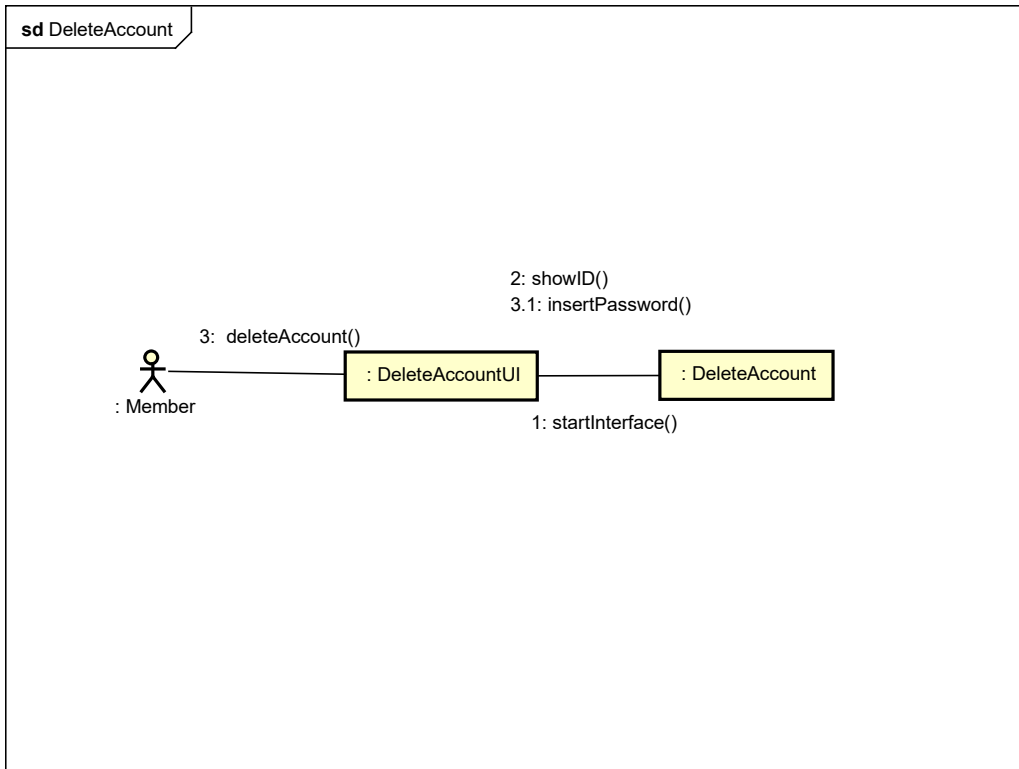 sd DeleteAccount
2: showID()
3.1: insertPassword()
3: deleteAccount()
: DeleteAccountUI
: DeleteAccount
: Member
1: startInterface()